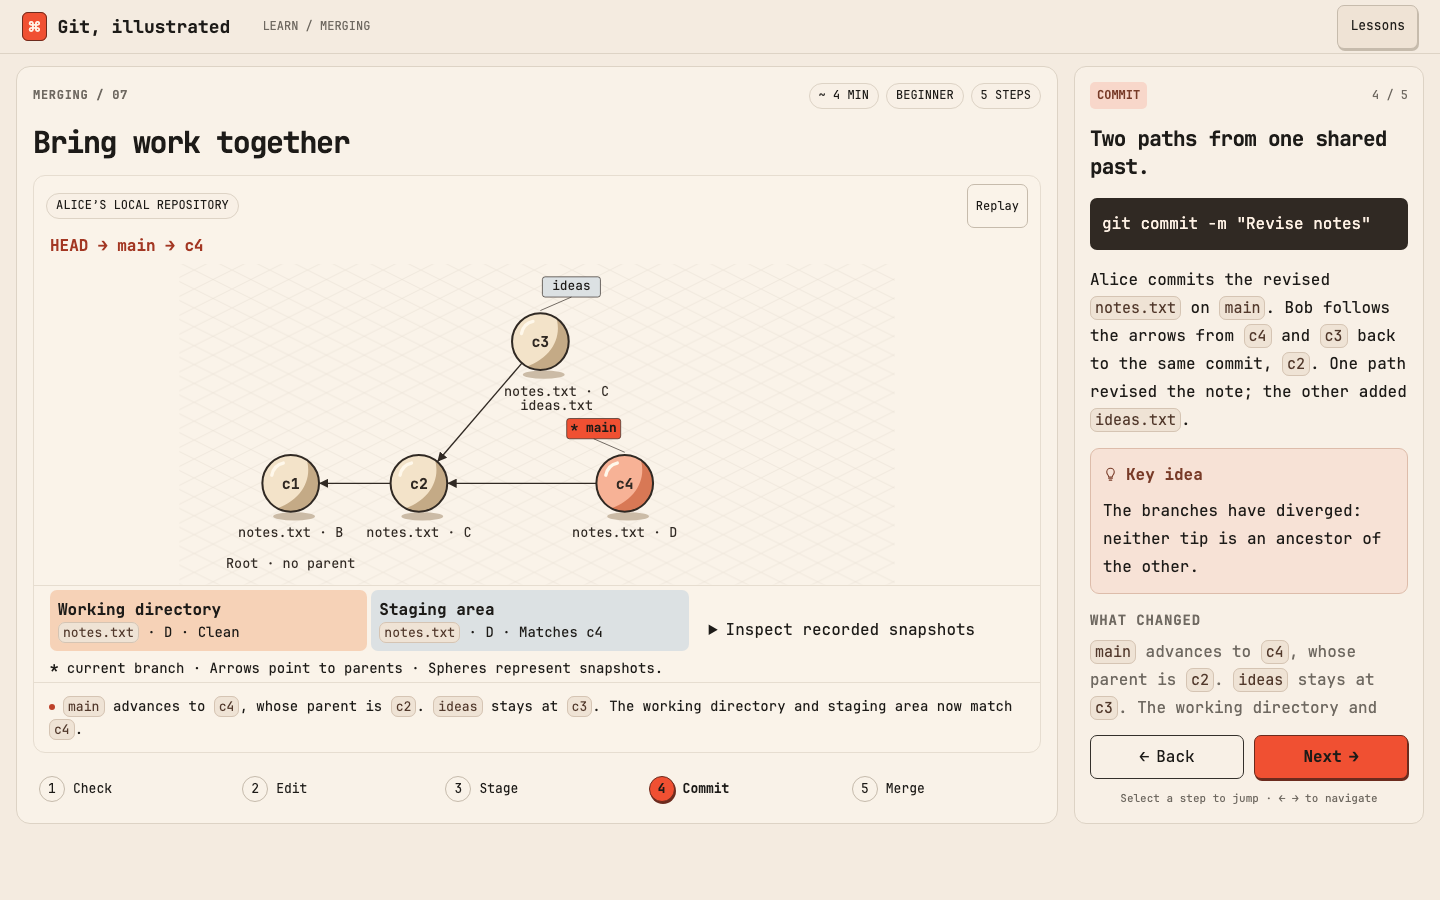 ⌘ Git, illustrated
LEARN / MERGING
Lessons
MERGING / 07
~ 4 MIN
BEGINNER
5 STEPS
Bring work together
ALICE’S LOCAL REPOSITORY
Replay
HEAD → main → c4
ideas
c3
notes.txt · C
ideas.txt
* main
c1
c2
c4
notes.txt · B
notes.txt · C
notes.txt · D
Root · no parent
Working directory
notes.txt · D · Clean
Staging area
notes.txt · D · Matches c4
▶ Inspect recorded snapshots
* current branch · Arrows point to parents · Spheres represent snapshots.
main advances to c4, whose parent is c2. ideas stays at c3. The working directory and staging area now match
c4.
1 Check
2 Edit
3 Stage
4 Commit
5 Merge
COMMIT
4 / 5
Two paths from one shared
past.
git commit -m "Revise notes"
Alice commits the revised
notes.txt on main. Bob follows
the arrows from c4 and c3 back
to the same commit, c2. One path
revised the note; the other added
ideas.txt.
Key idea
The branches have diverged:
neither tip is an ancestor of
the other.
WHAT CHANGED
main advances to c4, whose
parent is c2. ideas stays at
c3. The working directory and
← Back
Next →
Select a step to jump · ← → to navigate